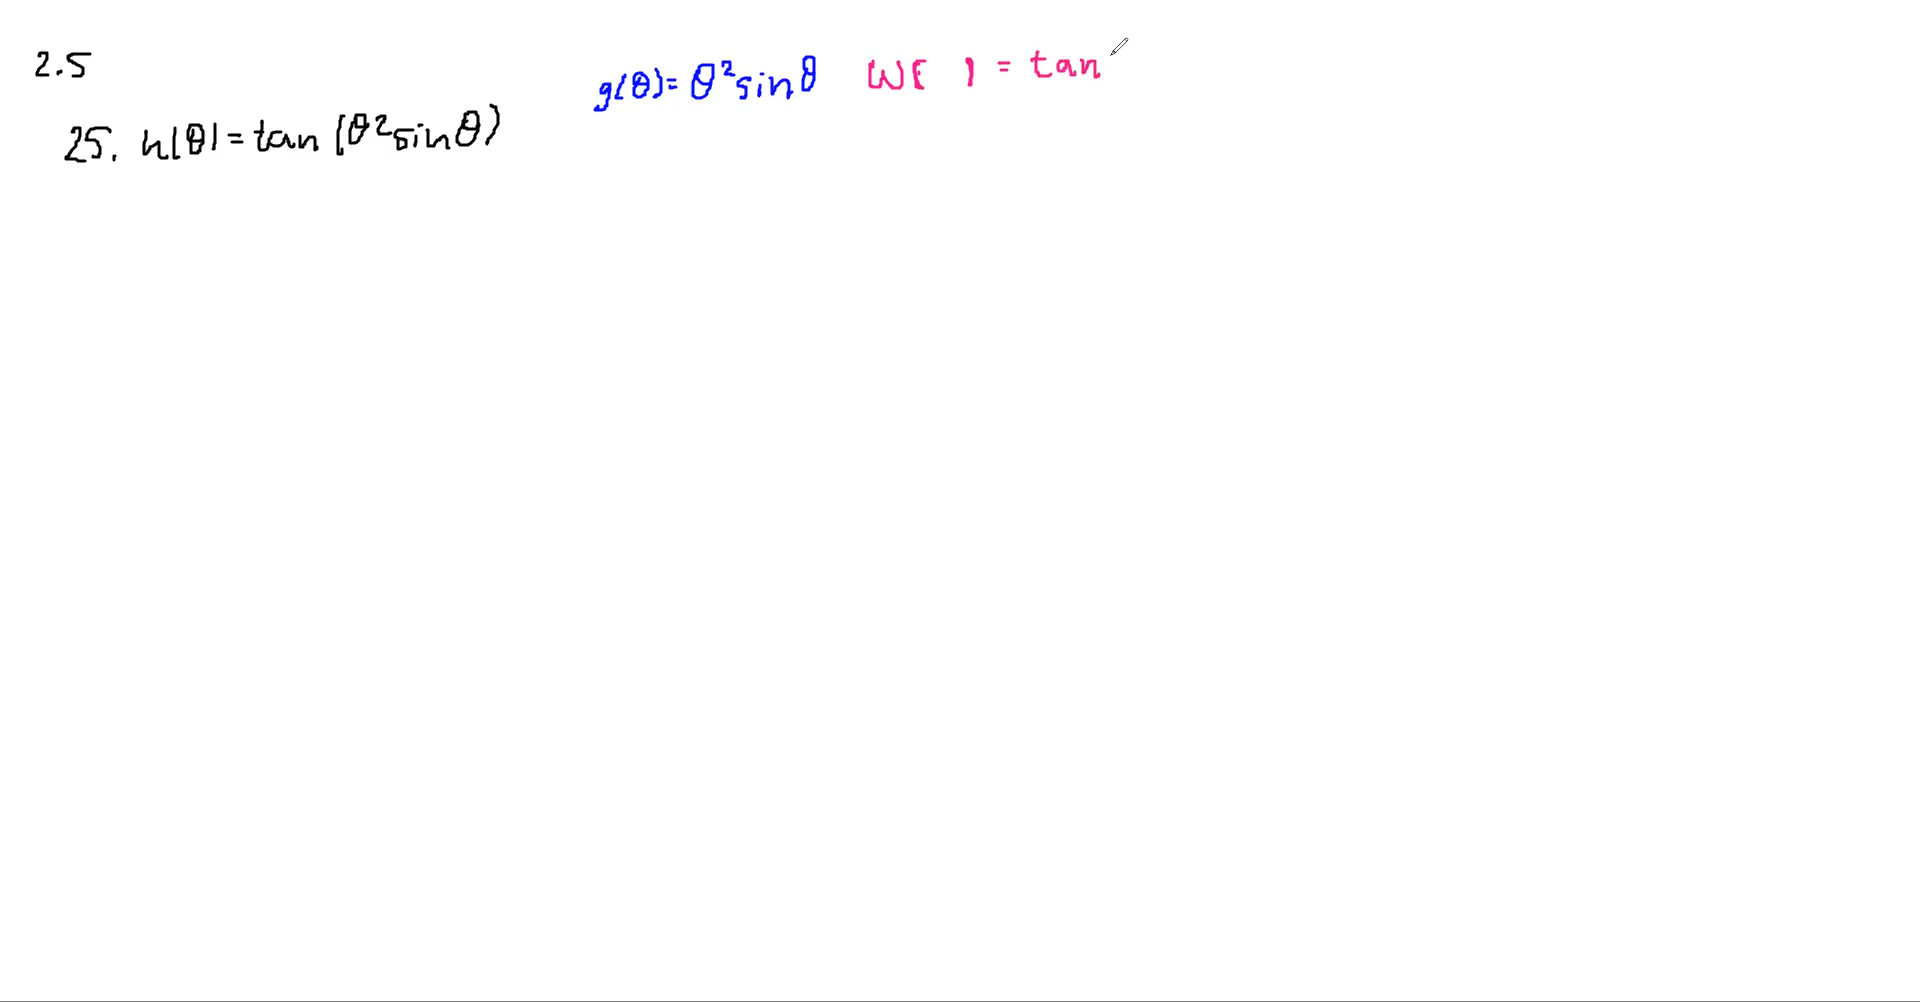 2.5
g(θ)= θ²sinθ w( ) = tan
25. h(θ) = tan (θ²sinθ)